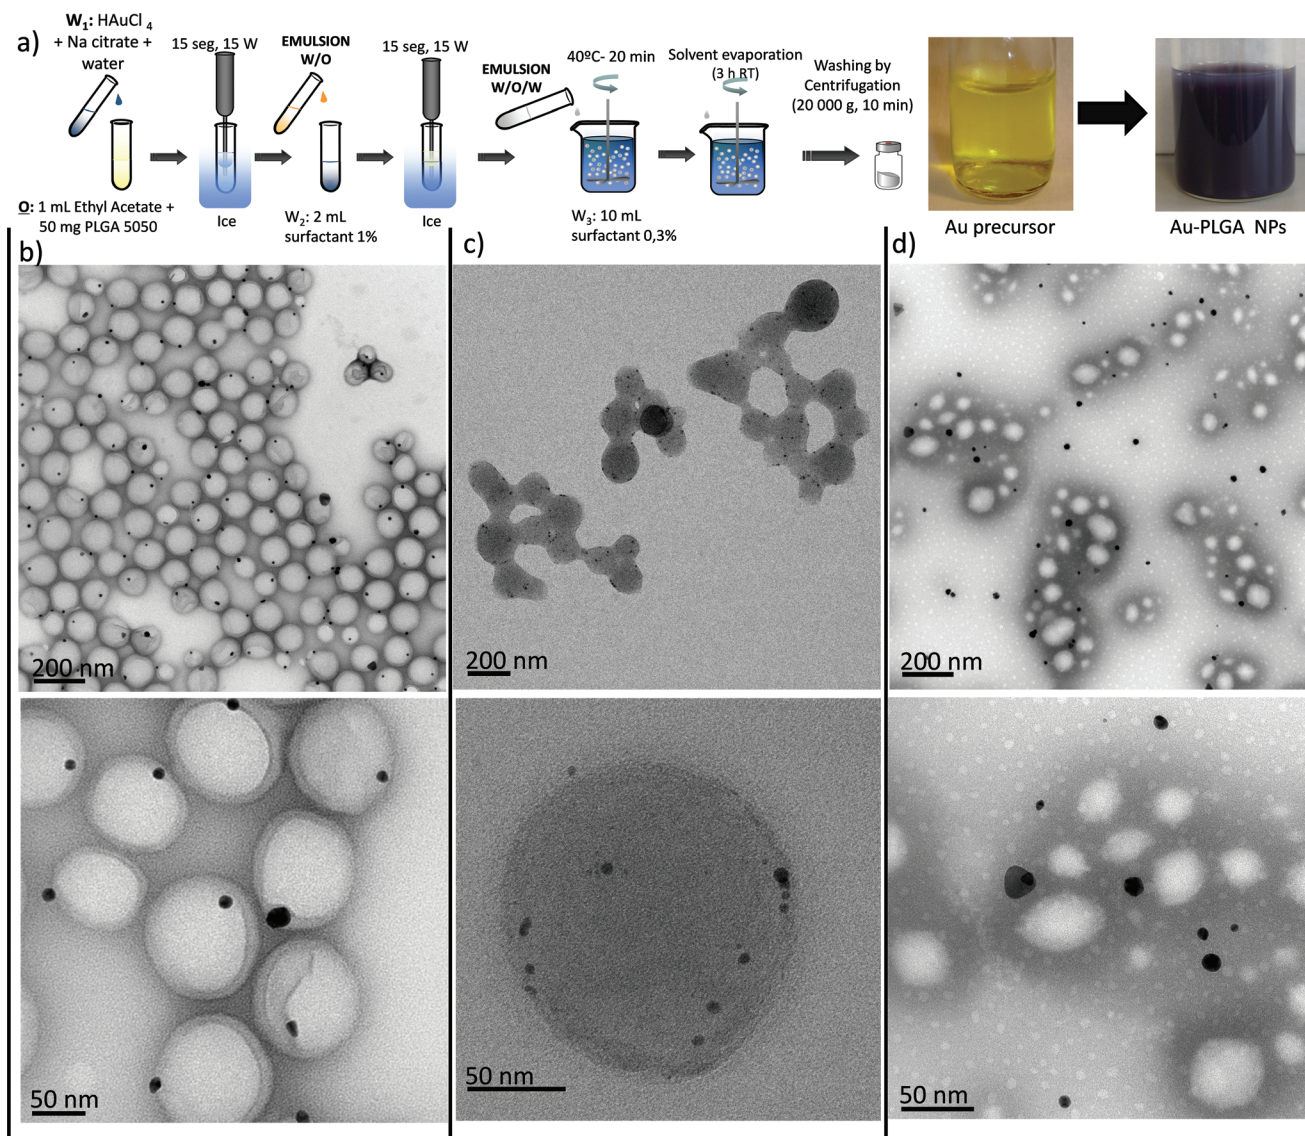 a)
W1: HAuCl 4
+ Na citrate +
water
15 seg, 15 W
EMULSION
W/O
15 seg, 15 W
EMULSION
W/O/W
40ºC- 20 min
Solvent evaporation
(3 h RT)
Washing by
Centrifugation
(20 000 g, 10 min)
O: 1 mL Ethyl Acetate +
50 mg PLGA 5050
Ice
W2: 2 mL
surfactant 1%
Ice
W3: 10 mL
surfactant 0,3%
Au precursor
Au-PLGA NPs
b)
200 nm
50 nm
c)
200 nm
50 nm
d)
200 nm
50 nm